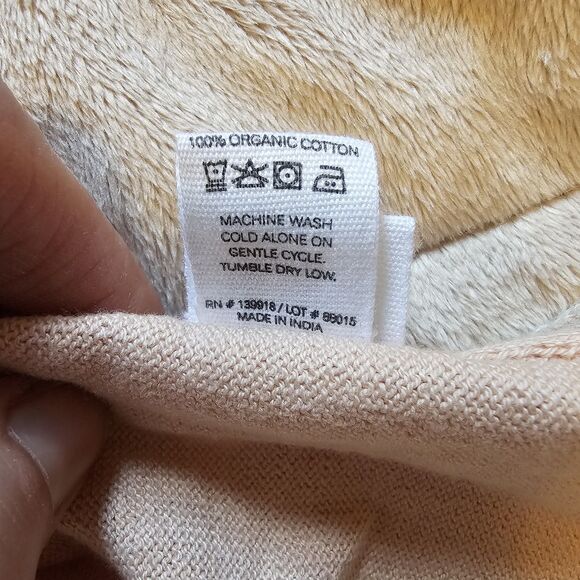 100% ORGANIC COTTON
MACHINE WASH
COLD ALONE ON
GENTLE CYCLE.
TUMBLE DRY LOW.
RN # 139918 / LOT # 88015
MADE IN INDIA